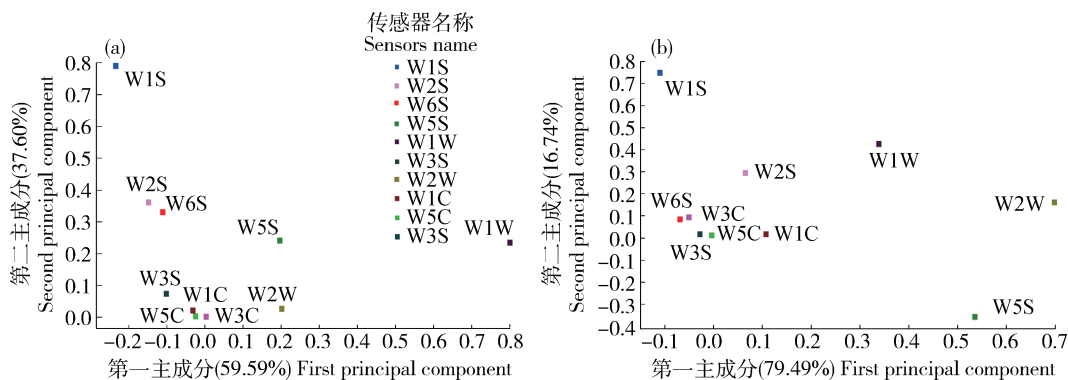 (a)
第二主成分(37.60%)
Second principal component
0.8
0.7
0.6
0.5
0.4
0.3
0.2
0.1
0.0
−0.2 −0.1 0.0 0.1 0.2 0.3 0.4 0.5 0.6 0.7 0.8
第一主成分(59.59%) First principal component
W1S
W2S
W6S
W5S
W1W
W3S
W1C
W2W
W5C
W3C
传感器名称
Sensors name
W1S
W2S
W6S
W5S
W1W
W3S
W2W
W1C
W5C
W3S
(b)
第二主成分(16.74%)
Second principal component
0.8
0.7
0.6
0.5
0.4
0.3
0.2
0.1
0.0
−0.1
−0.2
−0.3
−0.4
−0.1 0.0 0.1 0.2 0.3 0.4 0.5 0.6 0.7
第一主成分(79.49%) First principal component
W1S
W1W
W2S
W6S
W3C
W2W
W3S
W5C
W1C
W5S